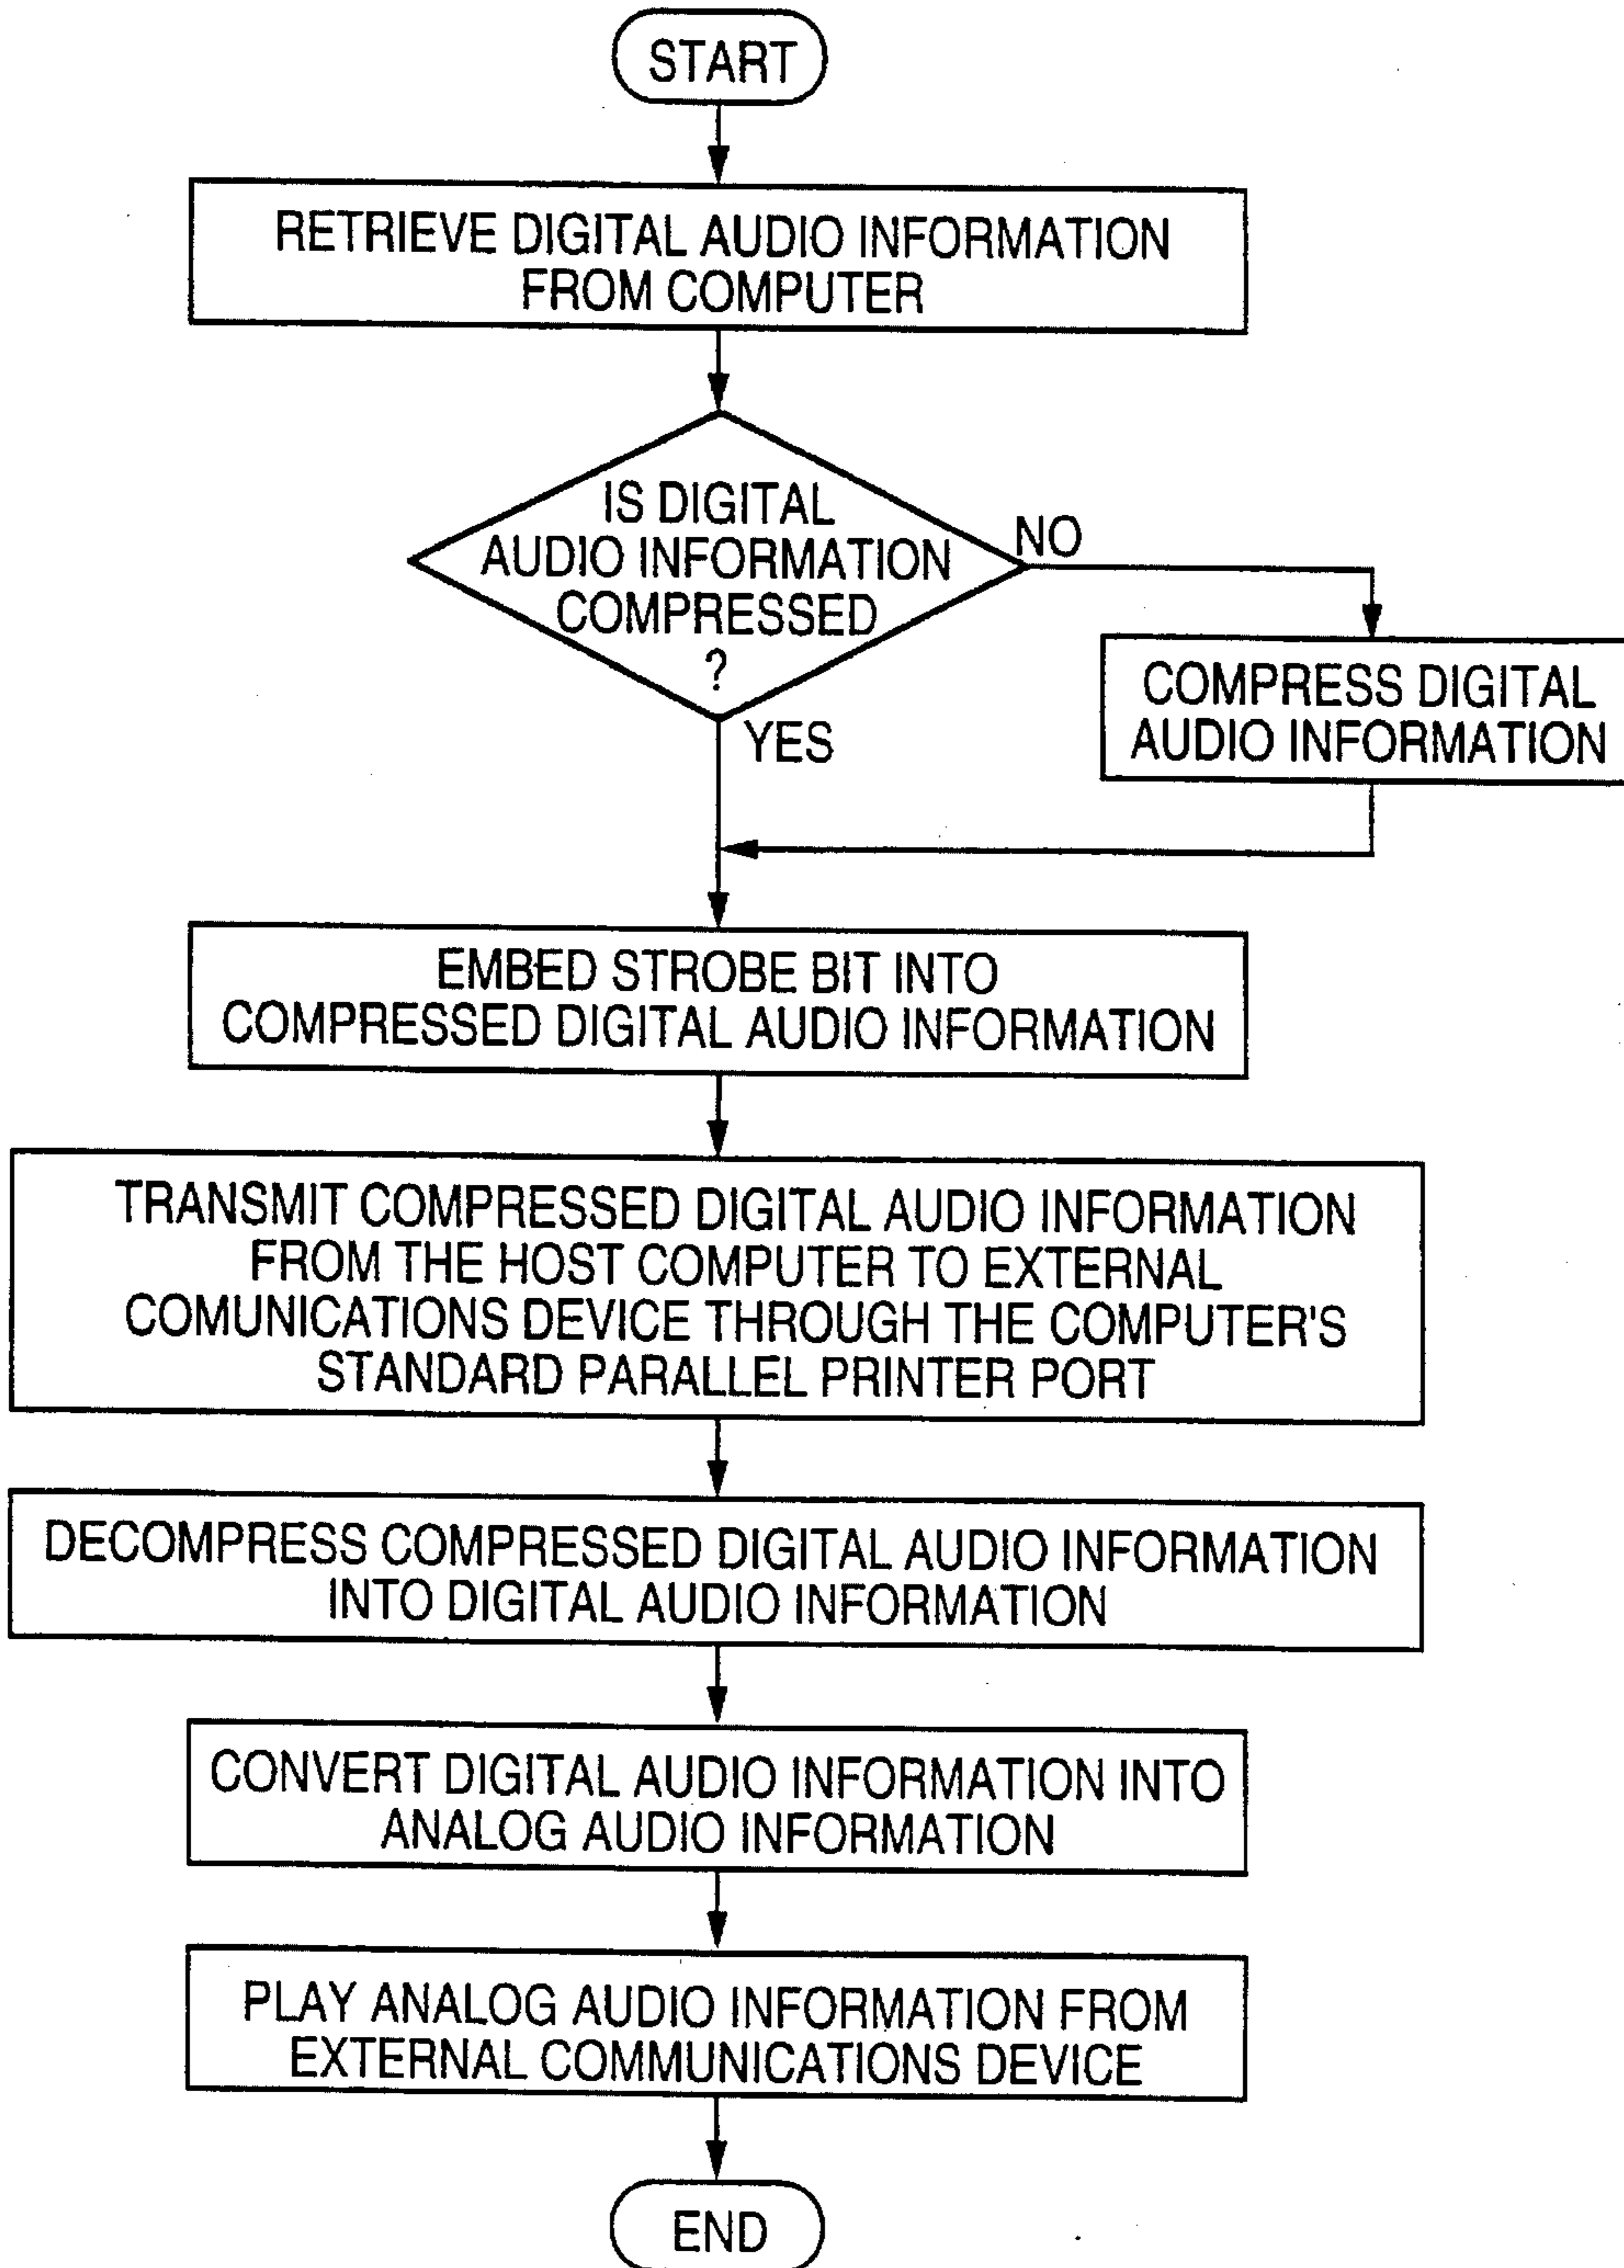 START
RETRIEVE DIGITAL AUDIO INFORMATION
FROM COMPUTER
IS DIGITAL
AUDIO INFORMATION
COMPRESSED
?
NO
COMPRESS DIGITAL
AUDIO INFORMATION
YES
EMBED STROBE BIT INTO
COMPRESSED DIGITAL AUDIO INFORMATION
TRANSMIT COMPRESSED DIGITAL AUDIO INFORMATION
FROM THE HOST COMPUTER TO EXTERNAL
COMUNICATIONS DEVICE THROUGH THE COMPUTER'S
STANDARD PARALLEL PRINTER PORT
DECOMPRESS COMPRESSED DIGITAL AUDIO INFORMATION
INTO DIGITAL AUDIO INFORMATION
CONVERT DIGITAL AUDIO INFORMATION INTO
ANALOG AUDIO INFORMATION
PLAY ANALOG AUDIO INFORMATION FROM
EXTERNAL COMMUNICATIONS DEVICE
END